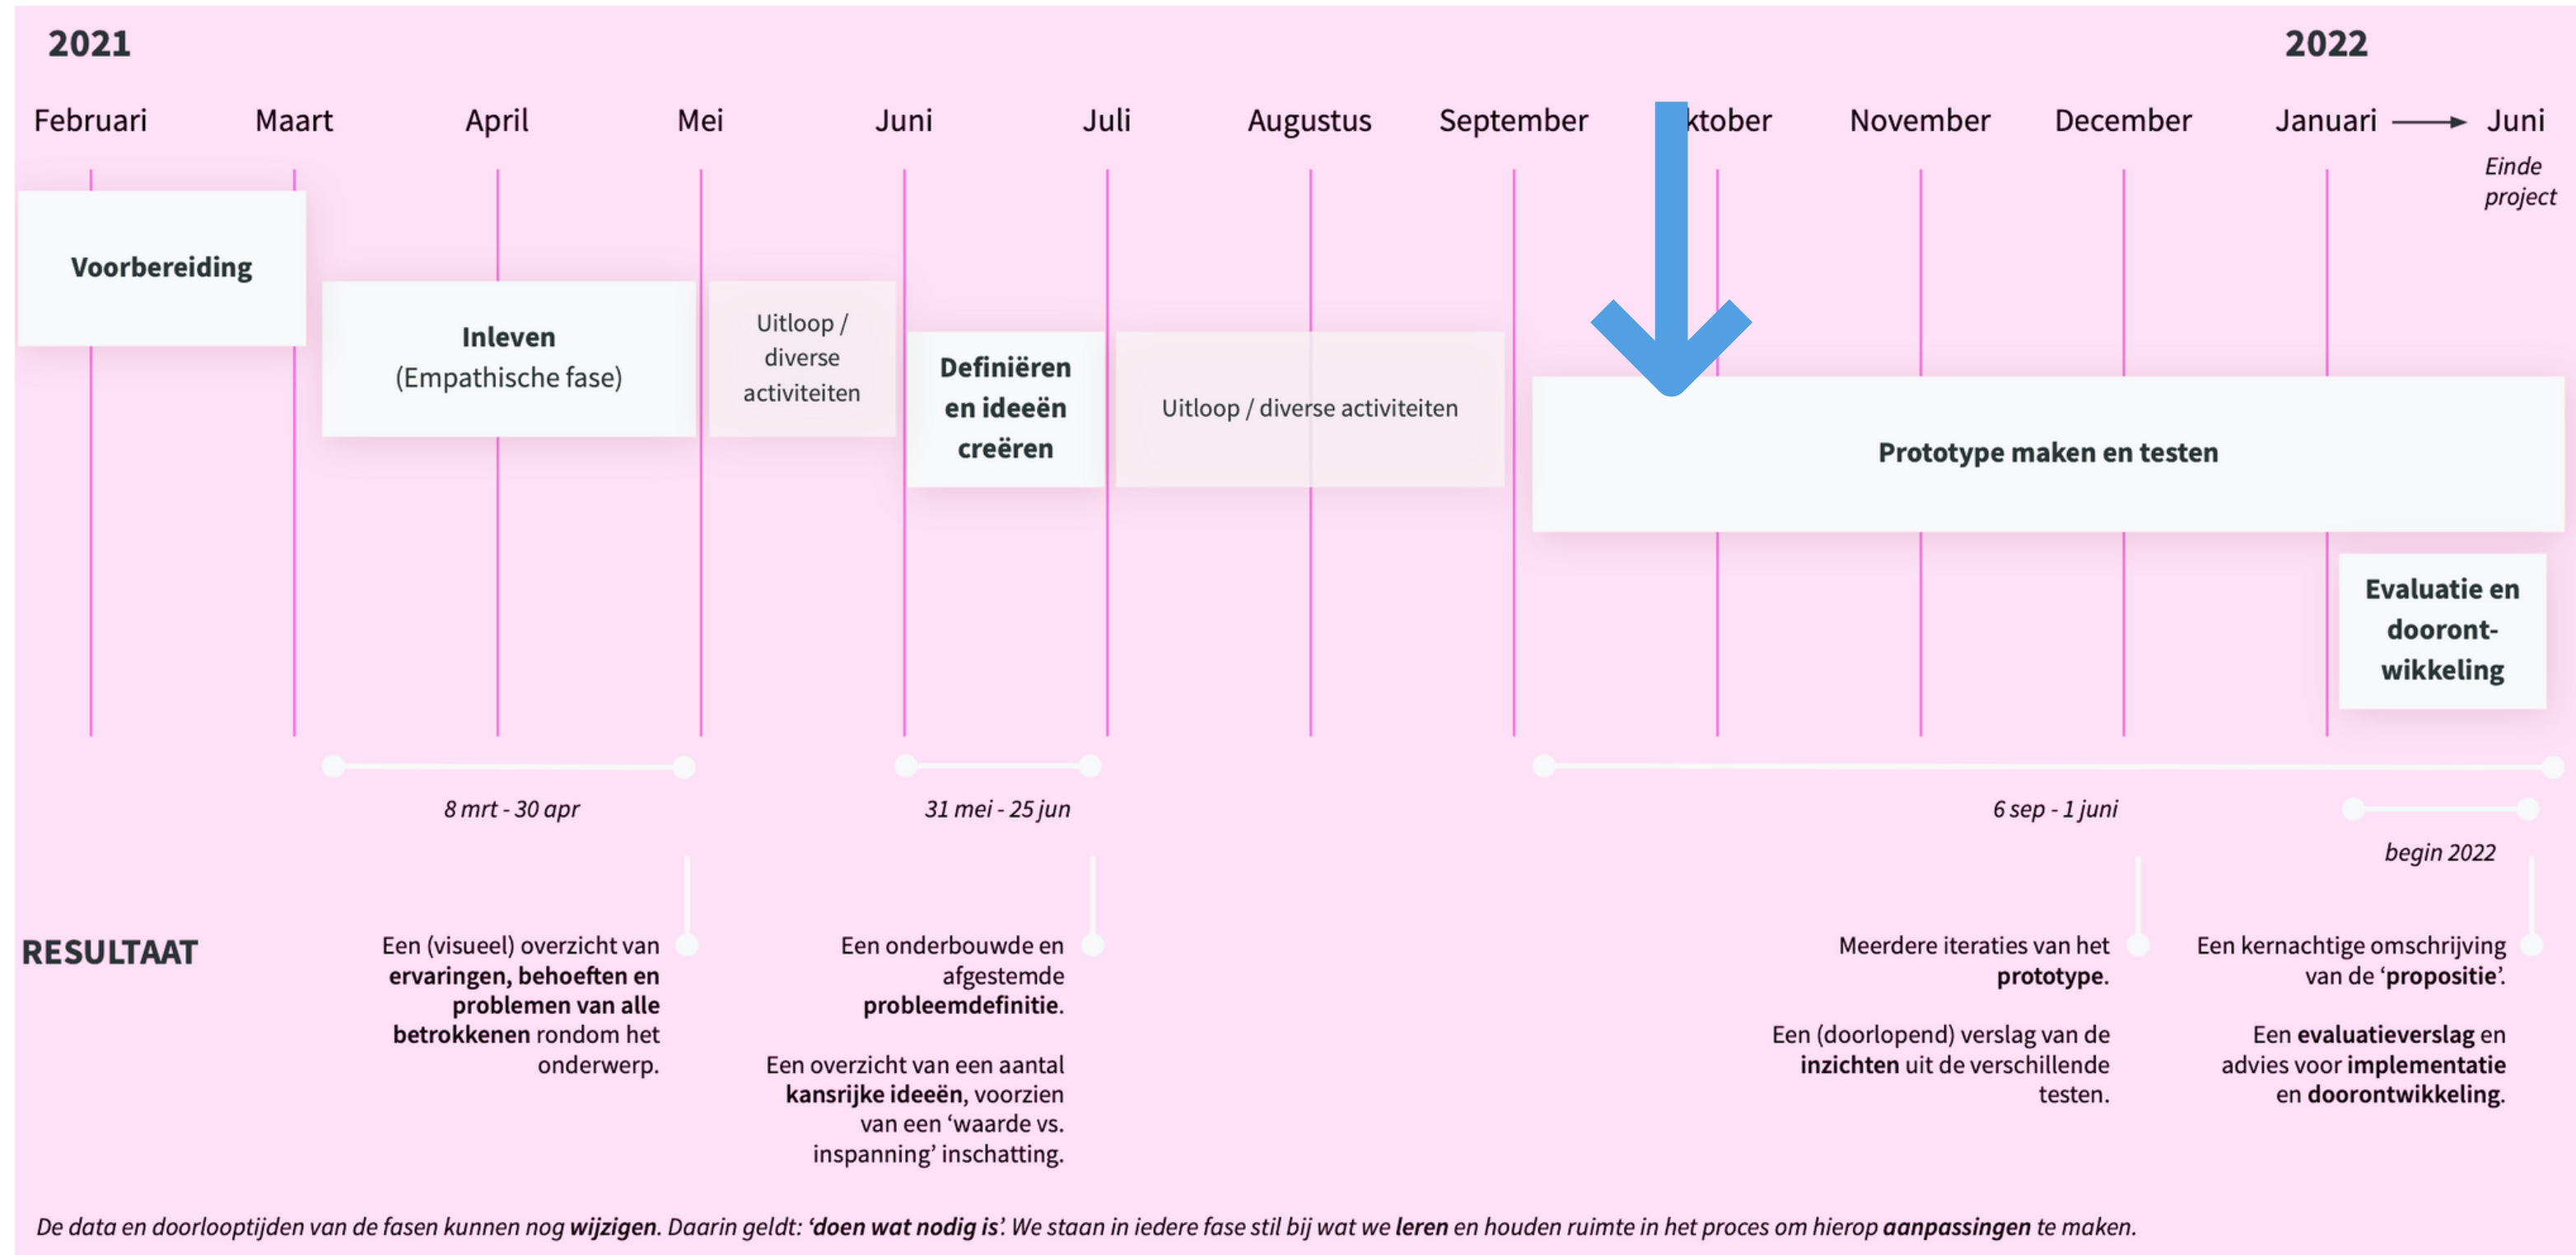 2021
2022
Februari
Maart
April
Mei
Juni
Juli
Augustus
September
ktober
November
December
Januari
Juni
Einde
project
Voorbereiding
Inleven
(Empathische fase)
Uitloop /
diverse
activiteiten
Definiëren
en ideeën
creëren
Uitloop / diverse activiteiten
Prototype maken en testen
Evaluatie en
dooront-
wikkeling
8 mrt - 30 apr
31 mei - 25 jun
6 sep - 1 juni
begin 2022
RESULTAAT
Een (visueel) overzicht van
ervaringen, behoeften en
problemen van alle
betrokkenen rondom het
onderwerp.
Een onderbouwde en
afgestemde
probleemdefinitie.
Een overzicht van een aantal
kansrijke ideeën, voorzien
van een ‘waarde vs.
inspanning’ inschatting.
Meerdere iteraties van het
prototype.
Een (doorlopend) verslag van de
inzichten uit de verschillende
testen.
Een kernachtige omschrijving
van de ‘propositie’.
Een evaluatieverslag en
advies voor implementatie
en doorontwikkeling.
De data en doorlooptijden van de fasen kunnen nog wijzigen. Daarin geldt: ‘doen wat nodig is’. We staan in iedere fase stil bij wat we leren en houden ruimte in het proces om hierop aanpassingen te maken.